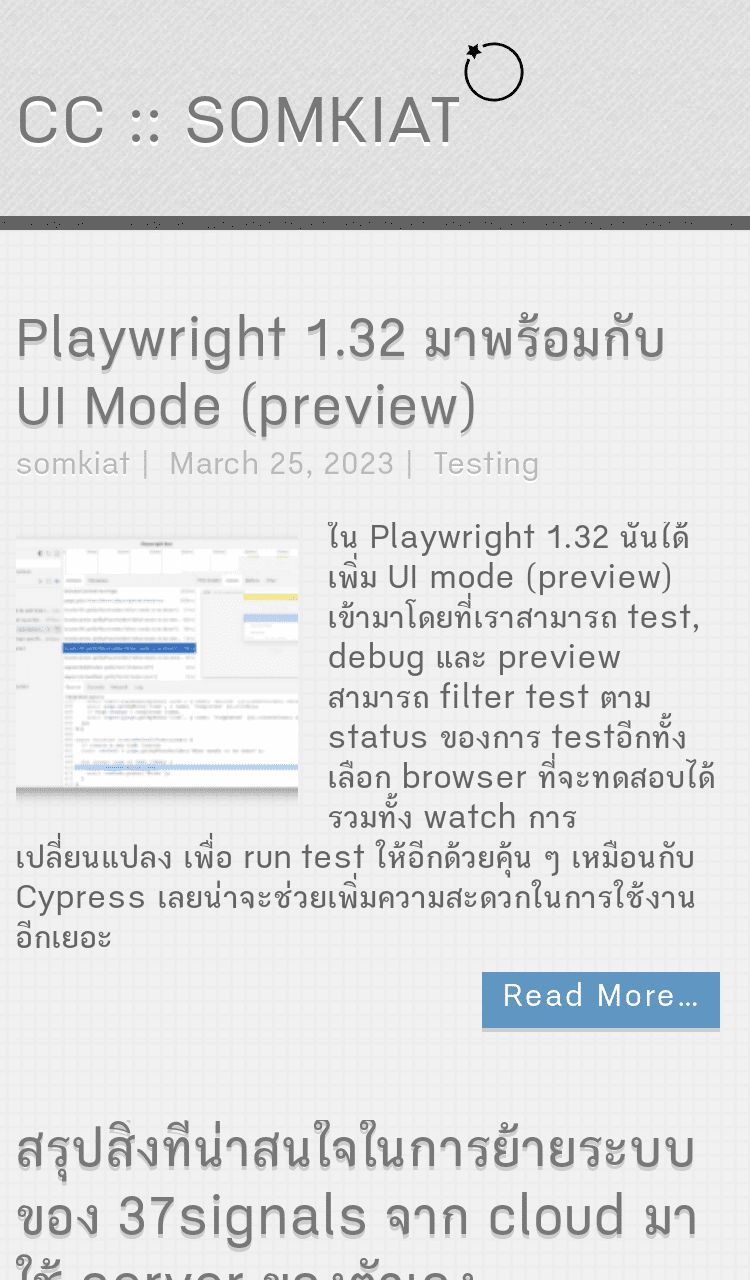 CC :: SOMKIAT
Playwright 1.32 มาพร้อมกับ
UI Mode (preview)
somkiat | March 25, 2023 | Testing
ใน Playwright 1.32 นั้นได้
เพิ่ม UI mode (preview)
เข้ามาโดยที่เราสามารถ test,
debug และ preview
สามารถ filter test ตาม
status ของการ testอีกทั้ง
เลือก browser ที่จะทดสอบได้
รวมทั้ง watch การ
เปลี่ยนแปลง เพื่อ run test ให้อีกด้วยคุ้น ๆ เหมือนกับ
Cypress เลยน่าจะช่วยเพิ่มความสะดวกในการใช้งาน
อีกเยอะ
Read More…
สรุปสิ่งที่น่าสนใจในการย้ายระบบ
ของ 37signals จาก cloud มา
ใช้ server ของตัวเอง